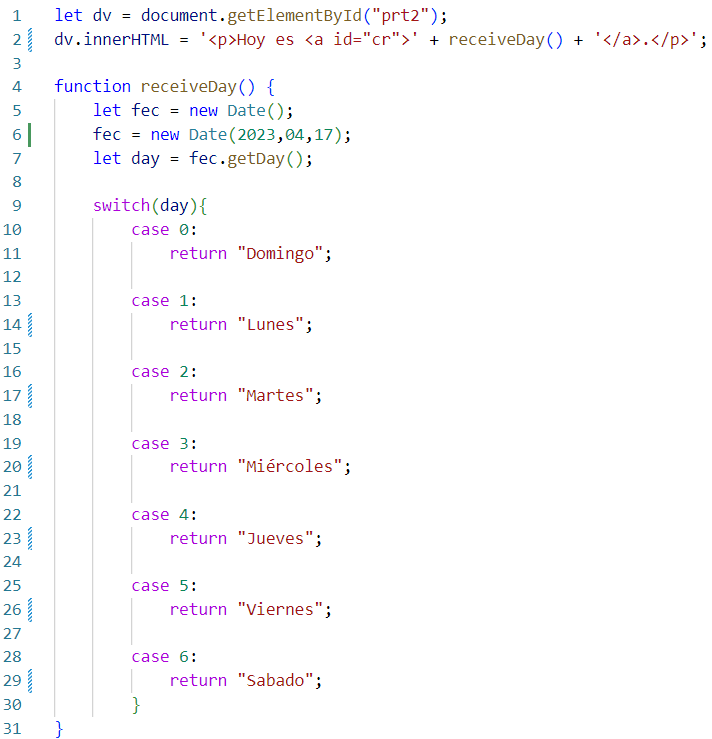 1 let dv = document.getElementById("prt2");
2 dv.innerHTML = '<p>Hoy es <a id="cr">' + receiveDay() + '</a>.</p>';
3
4 function receiveDay() {
5     let fec = new Date();
6     fec = new Date(2023,04,17);
7     let day = fec.getDay();
8
9     switch(day){
10         case 0:
11             return "Domingo";
12
13         case 1:
14             return "Lunes";
15
16         case 2:
17             return "Martes";
18
19         case 3:
20             return "Miércoles";
21
22         case 4:
23             return "Jueves";
24
25         case 5:
26             return "Viernes";
27
28         case 6:
29             return "Sabado";
30         }
31 }